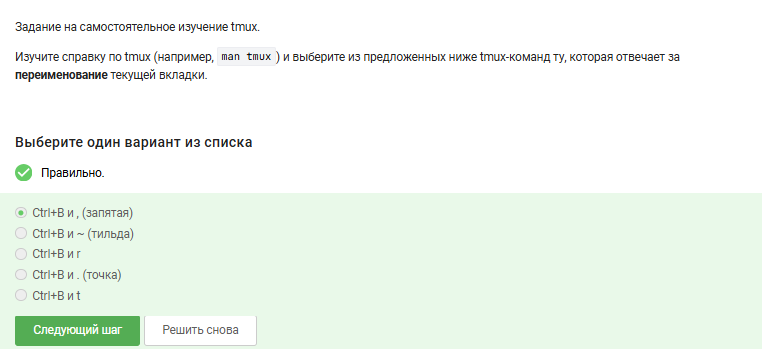 Задание на самостоятельное изучение tmux.
Изучите справку по tmux (например, man tmux ) и выберите из предложенных ниже tmux-команд ту, которая отвечает за
переименование текущей вкладки.
Выберите один вариант из списка
Правильно.
Ctrl+B и , (запятая)
Ctrl+B и ~ (тильда)
Ctrl+B и r
Ctrl+B и . (точка)
Ctrl+B и t
Следующий шаг Решить снова